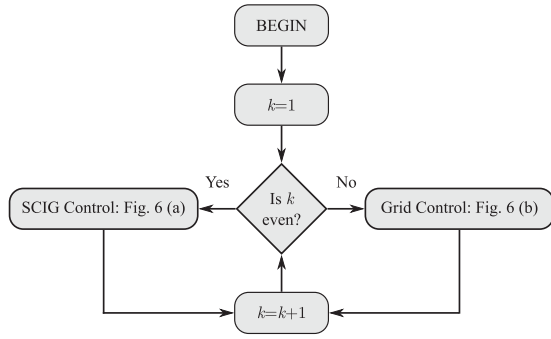 BEGIN
k=1
Yes
No
Is k
even?
SCIG Control: Fig. 6 (a)
Grid Control: Fig. 6 (b)
k=k+1